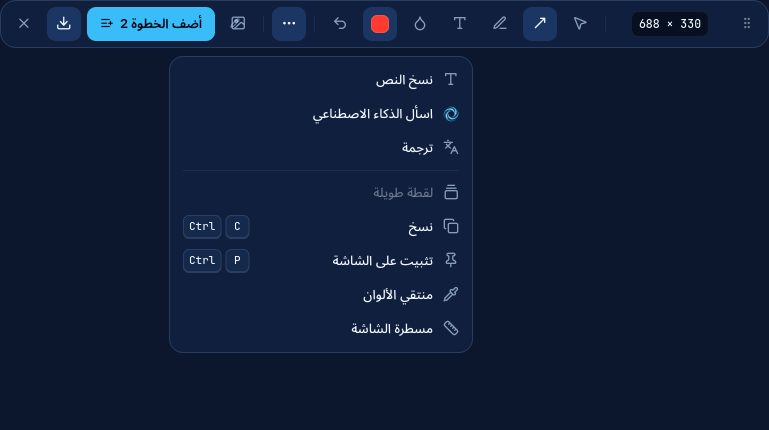 688 × 330
أضف الخطوة 2
نسخ النص
اسأل الذكاء الاصطناعي
ترجمة
لقطة طويلة
نسخ Ctrl C
تثبيت على الشاشة Ctrl P
منتقي الألوان
مسطرة الشاشة